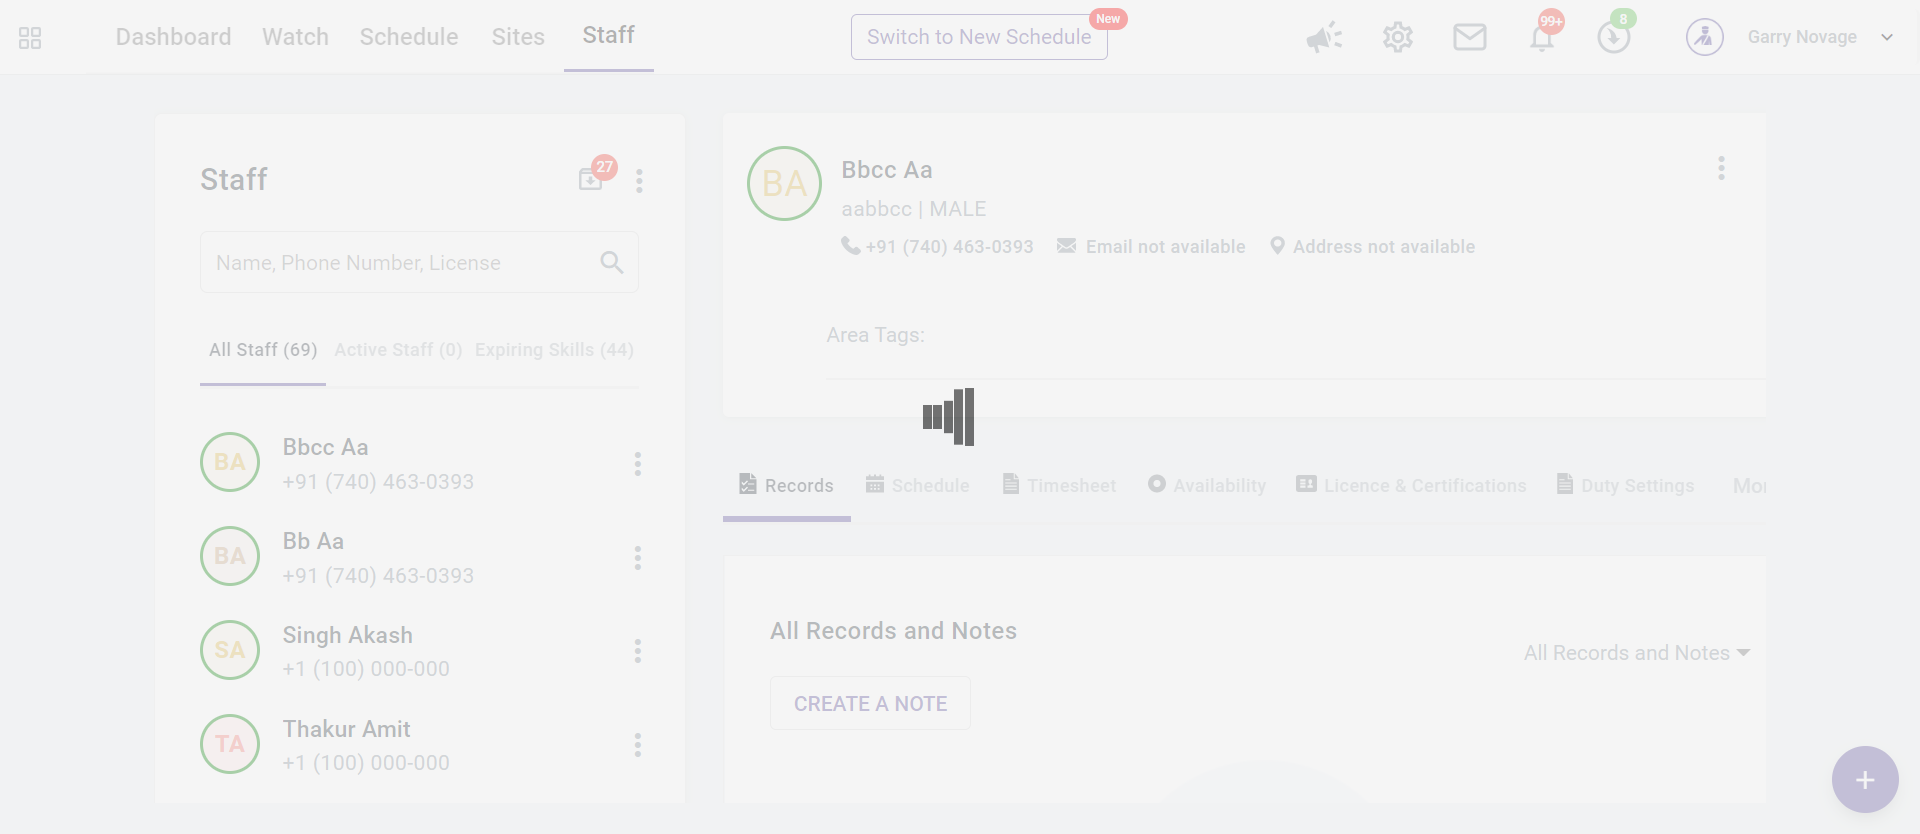 Dashboard Watch Schedule Sites Staff Switch to New Schedule New 99+ 8 Garry Novage
Staff 27
Name, Phone Number, License
All Staff (69) Active Staff (0) Expiring Skills (44)
BA Bbcc Aa
+91 (740) 463-0393
BA Bb Aa
+91 (740) 463-0393
SA Singh Akash
+1 (100) 000-000
TA Thakur Amit
+1 (100) 000-000
BA Bbcc Aa
aabbcc | MALE
+91 (740) 463-0393 Email not available Address not available
Area Tags:
Records Schedule Timesheet Availability Licence & Certifications Duty Settings Mor
All Records and Notes
All Records and Notes
CREATE A NOTE
+